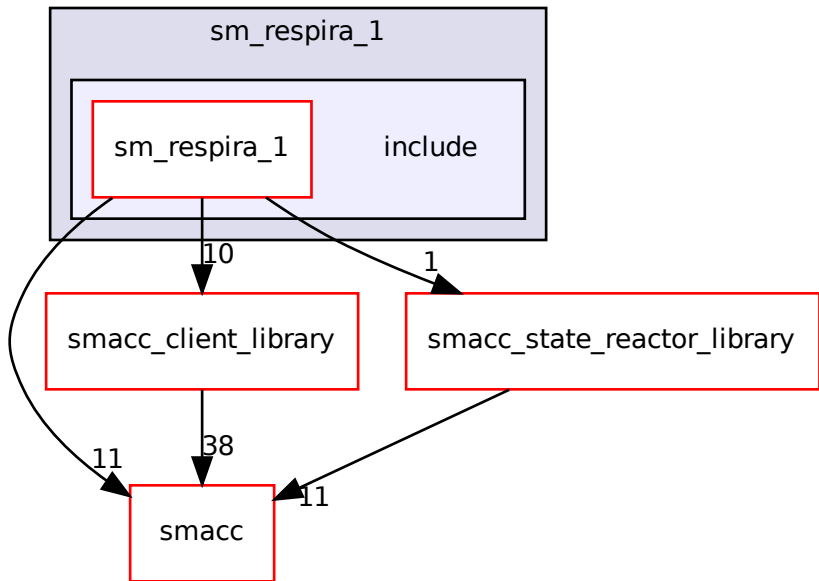 sm_respira_1
sm_respira_1
include
10
1
smacc_client_library
smacc_state_reactor_library
11
38
11
smacc